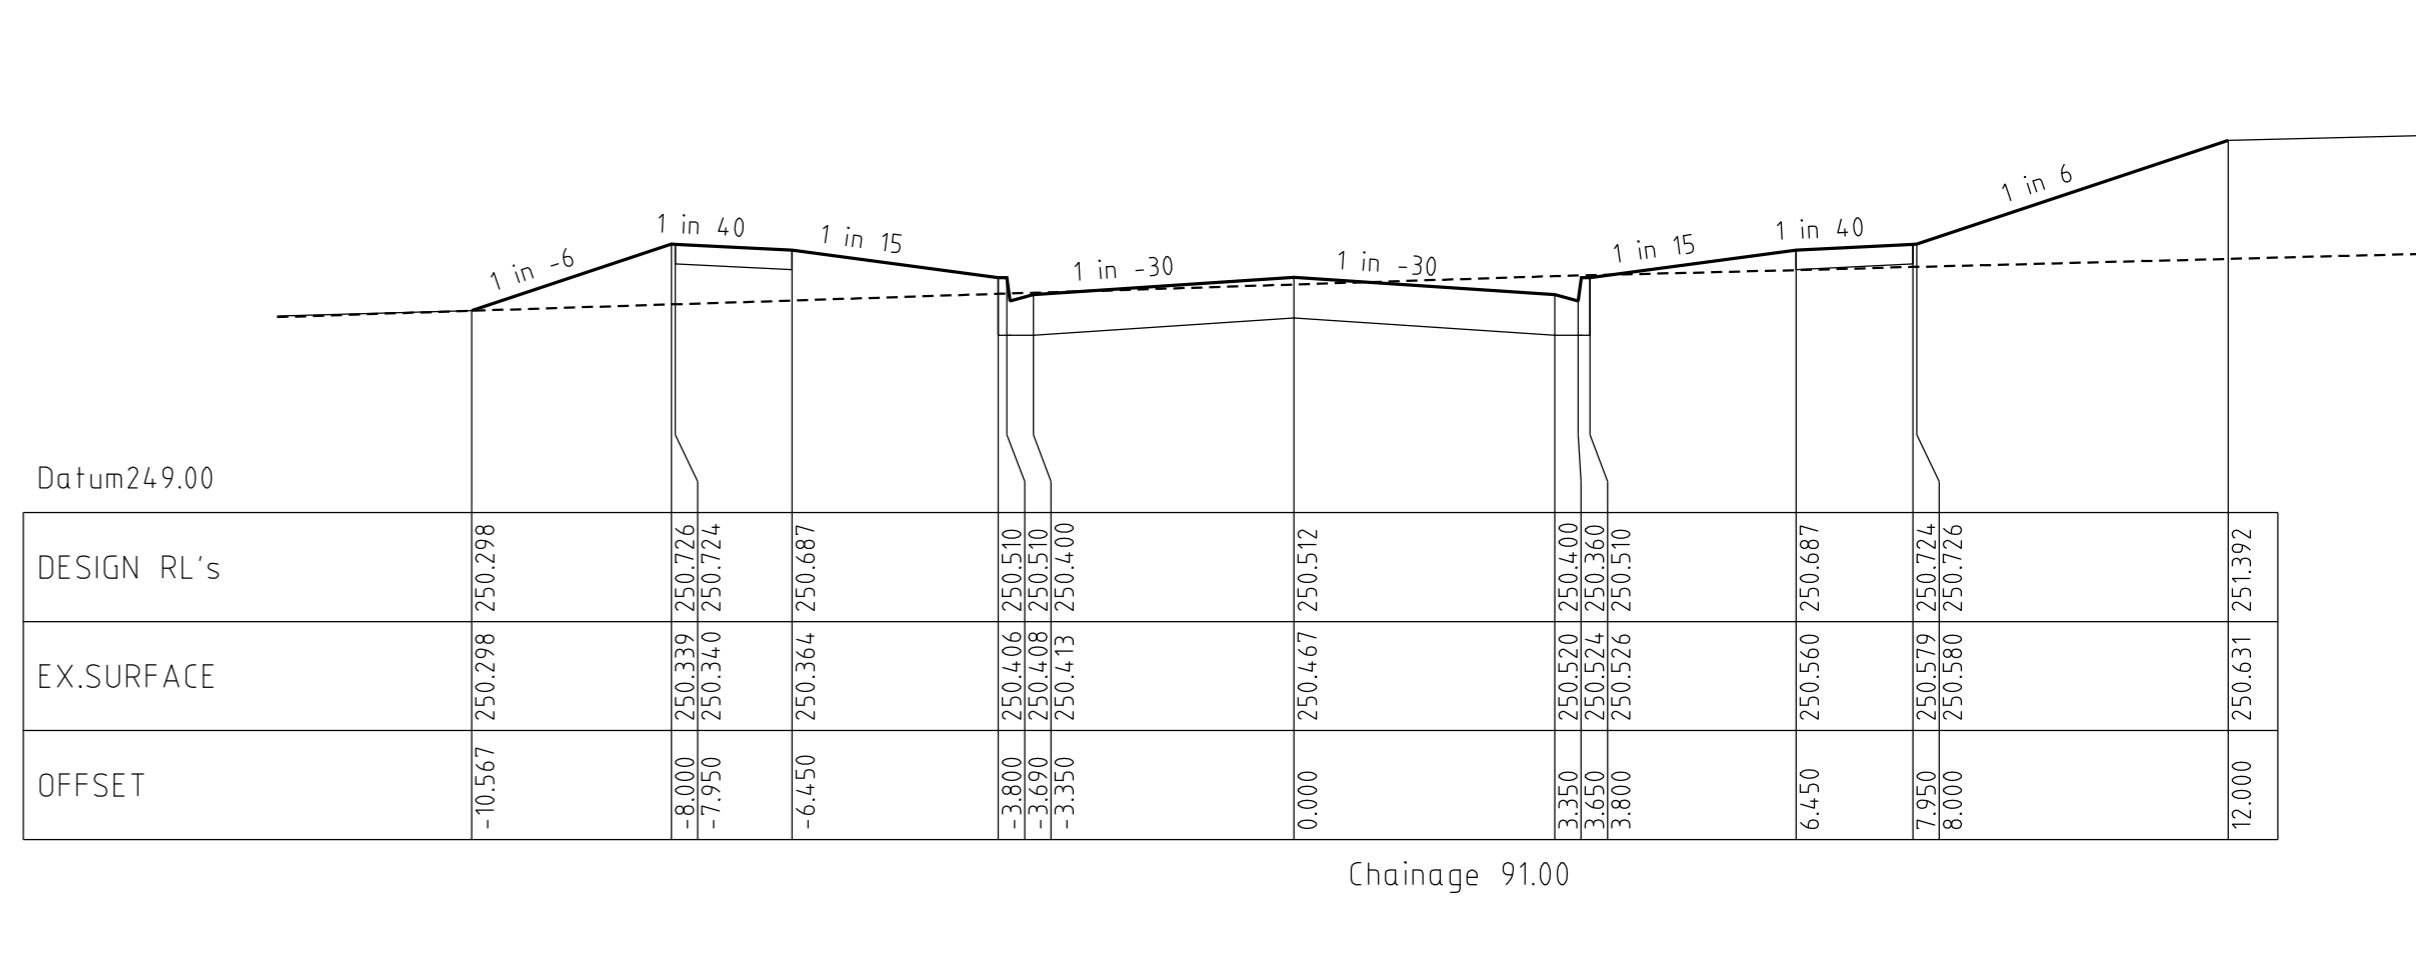 1 in -6
1 in 40
1 in 15
1 in -30
1 in -30
1 in 15
1 in 40
1 in 6
Datum249.00
DESIGN RL's 250.298 250.726 250.724 250.687 250.510 250.510 250.400 250.512 250.400 250.360 250.510 250.687 250.724 250.726 251.392
EX.SURFACE 250.298 250.339 250.340 250.364 250.406 250.408 250.413 250.467 250.520 250.524 250.526 250.560 250.579 250.580 250.631
OFFSET -10.567 -8.000 -7.950 -6.450 -3.800 -3.690 -3.350 0.000 3.350 3.650 3.800 6.450 7.950 8.000 12.000
Chainage 91.00